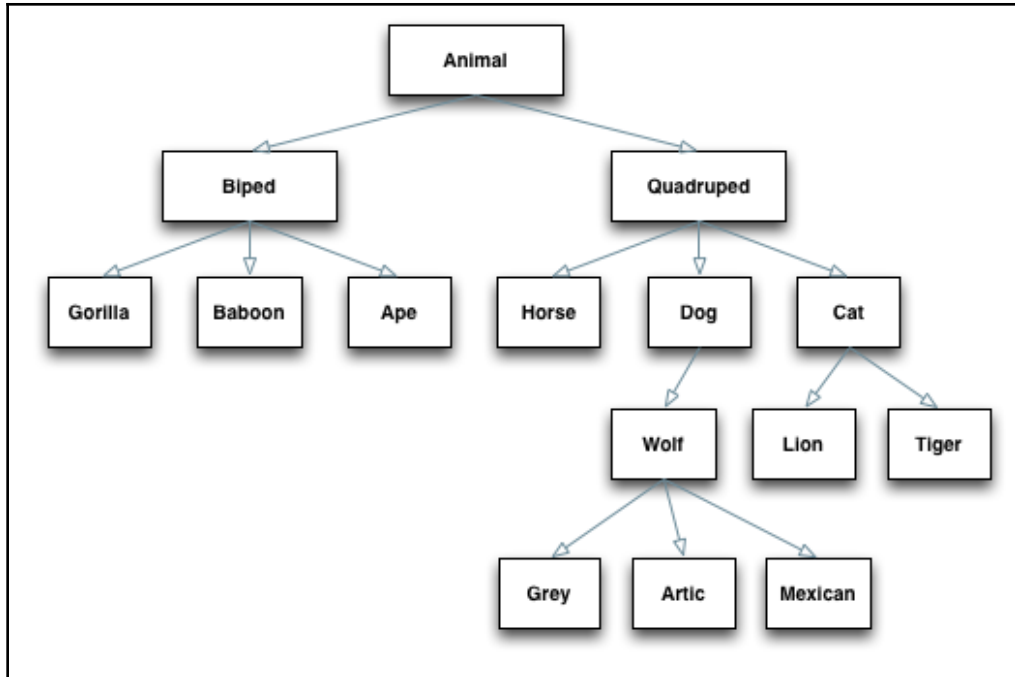 Animal
Biped
Quadruped
Gorilla
Baboon
Ape
Horse
Dog
Cat
Wolf
Lion
Tiger
Grey
Artic
Mexican